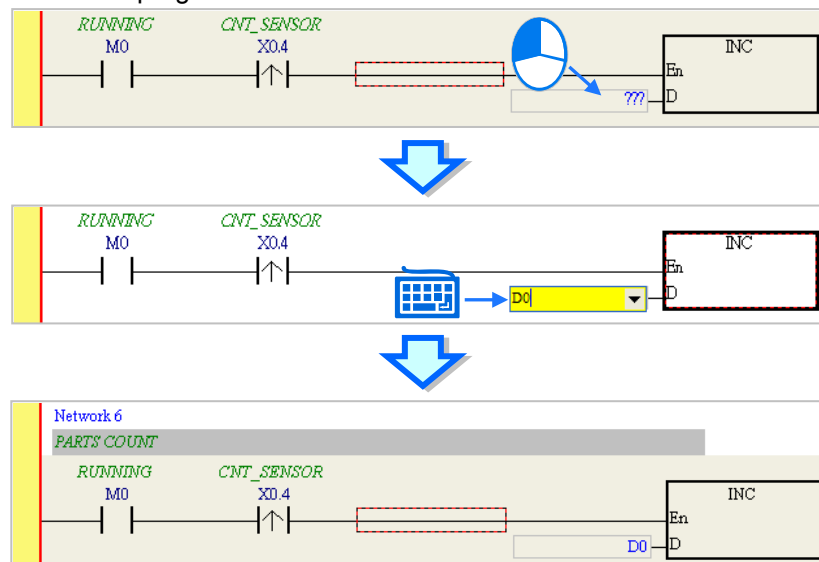 RUNNING CNT_SENSOR
M0 X0.4 INC
En
??? D
RUNNING CNT_SENSOR
M0 X0.4 INC
En
D0 D
Network 6
PARTS COUNT
RUNNING CNT_SENSOR
M0 X0.4 INC
En
D0 D